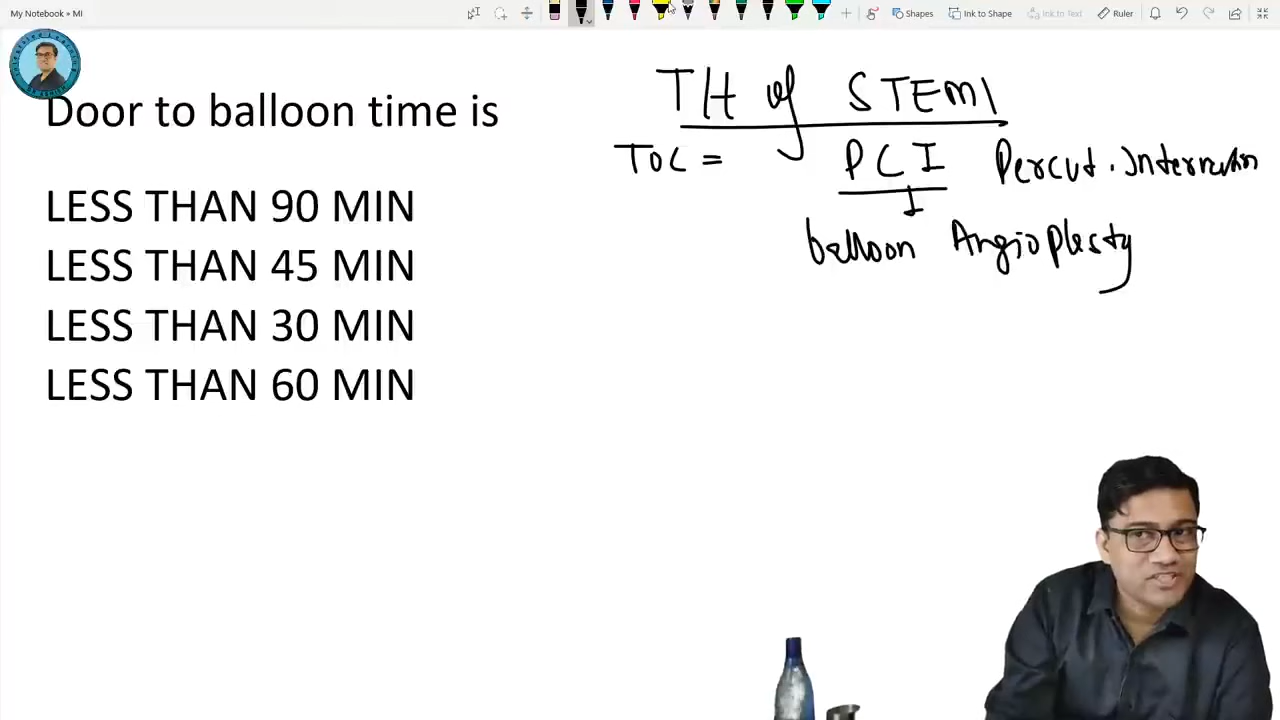 My Notebook » MI
Shapes
Ink to Shape
Ink to Text
Ruler
Door to balloon time is
LESS THAN 90 MIN
LESS THAN 45 MIN
LESS THAN 30 MIN
LESS THAN 60 MIN
T/t of STEMI
TOC = PCI Percut.
balloon Angioplasty